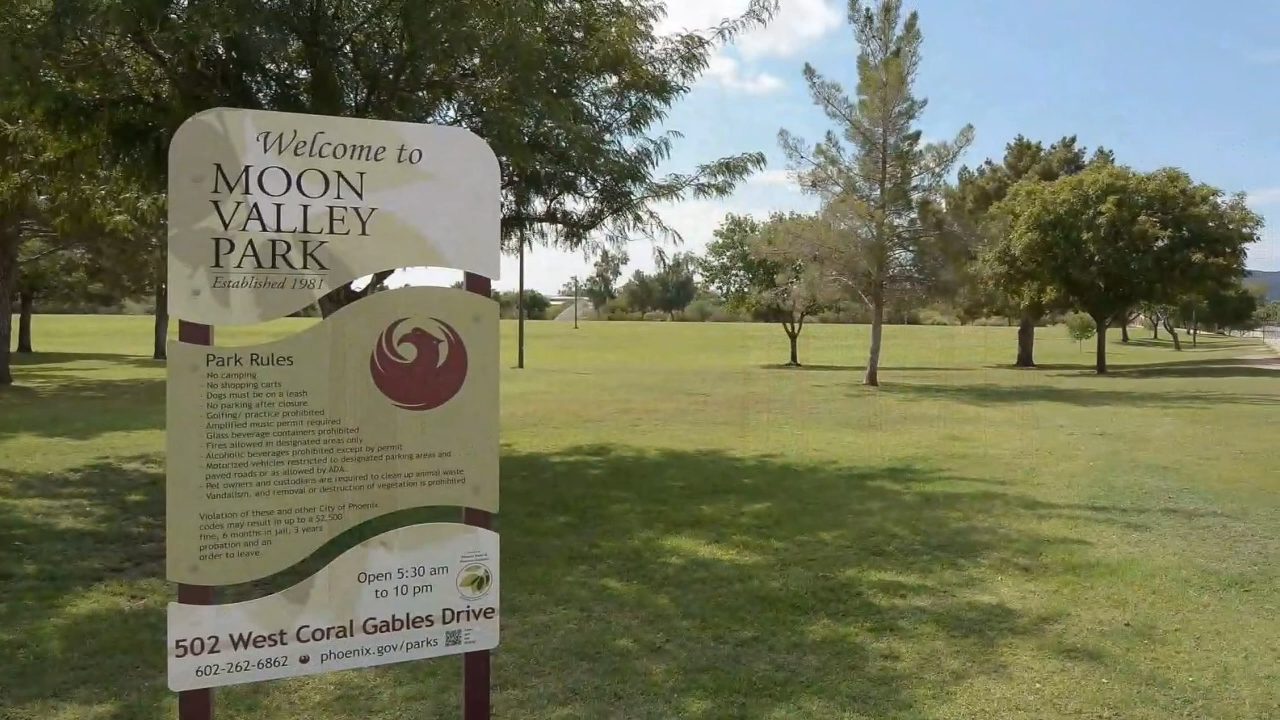 Welcome to
MOON
VALLEY
PARK
Established 1981
Park Rules
- No camping
- No shopping carts
- Dogs must be on a leash
- No parking after closure
- Golfing/ practice prohibited
- Amplified music permit required
- Glass beverage containers prohibited
- Fires allowed in designated areas only
- Alcoholic beverages prohibited except by permit
- Motorized vehicles restricted to designated parking areas and
paved roads or as allowed by ADA.
- Pet owners and custodians are required to clean up animal waste
- Vandalism, and removal or destruction of vegetation is prohibited
Violation of these and other City of Phoenix
codes may result in up to a $2,500
fine, 6 months in jail, 3 years
probation and an
order to leave.
Open 5:30 am
to 10 pm
502 West Coral Gables Drive
602-262-6862 phoenix.gov/parks